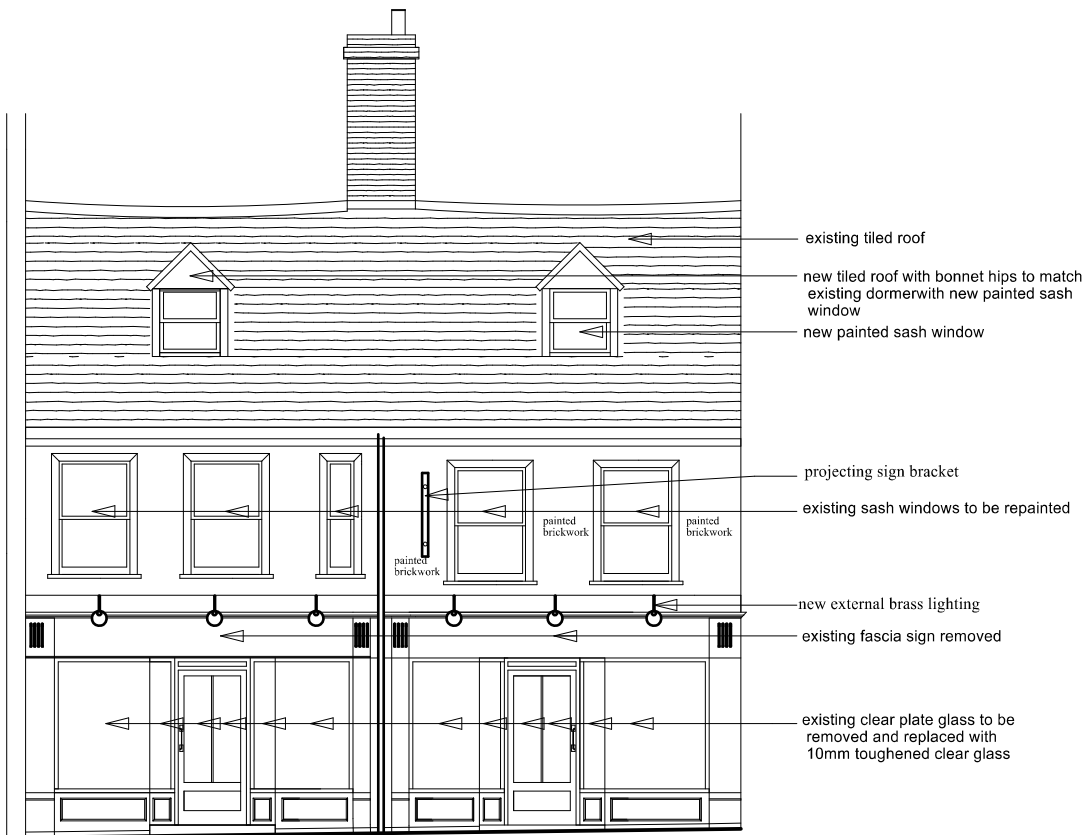 existing tiled roof
new tiled roof with bonnet hips to match
existing dormerwith new painted sash
window
new painted sash window
projecting sign bracket
existing sash windows to be repainted
painted
brickwork
painted
brickwork
painted
brickwork
new external brass lighting
existing fascia sign removed
existing clear plate glass to be
removed and replaced with
10mm toughened clear glass